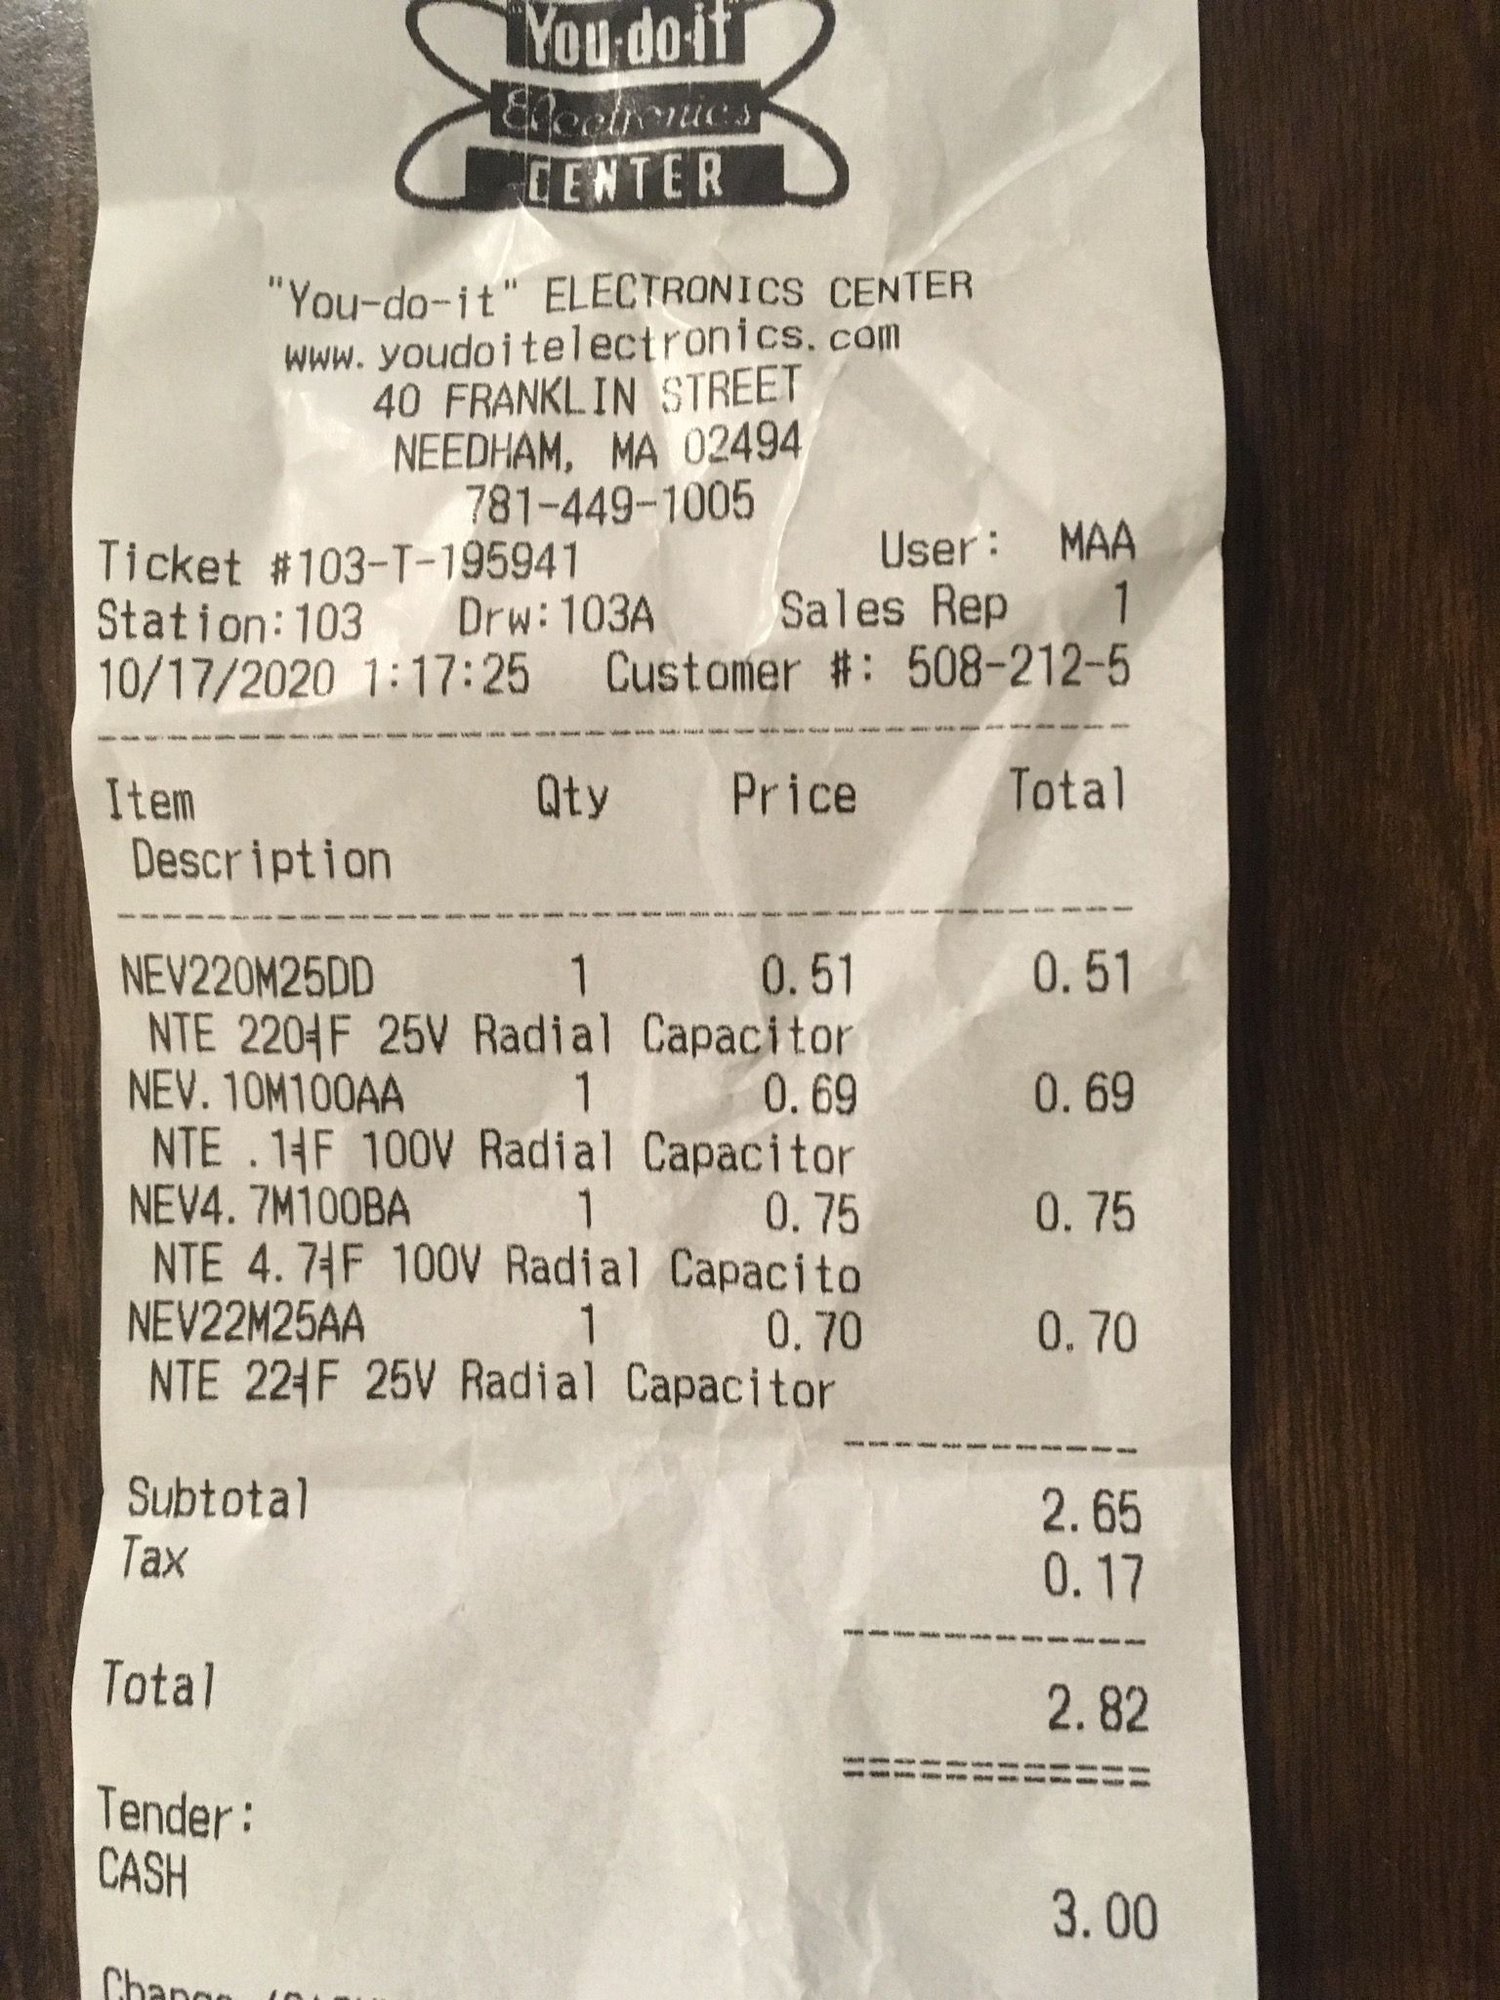 "You-do-it"
Electronics
CENTER
"You-do-it" ELECTRONICS CENTER
www.youdoitelectronics.com
40 FRANKLIN STREET
NEEDHAM, MA 02494
781-449-1005
Ticket #103-T-195941 User: MAA
Station:103 Drw:103A Sales Rep 1
10/17/2020 1:17:25 Customer #: 508-212-5
Item Qty Price Total
Description
NEV220M25DD 1 0.51 0.51
NTE 220╡F 25V Radial Capacitor
NEV.10M100AA 1 0.69 0.69
NTE .1╡F 100V Radial Capacitor
NEV4.7M100BA 1 0.75 0.75
NTE 4.7╡F 100V Radial Capacito
NEV22M25AA 1 0.70 0.70
NTE 22╡F 25V Radial Capacitor
Subtotal 2.65
Tax 0.17
Total 2.82
Tender:
CASH 3.00
Change